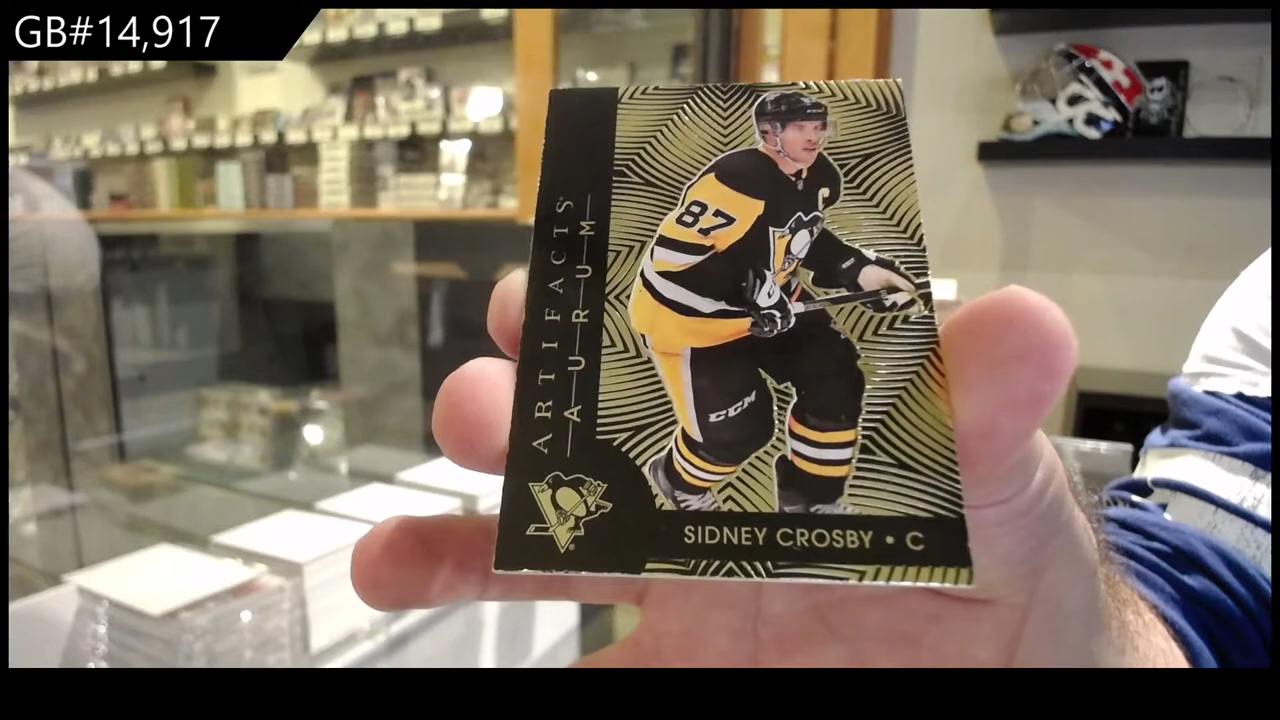 GB#14,917
ARTIFACTS
AURUM
87
C
CCM
SIDNEY CROSBY • C